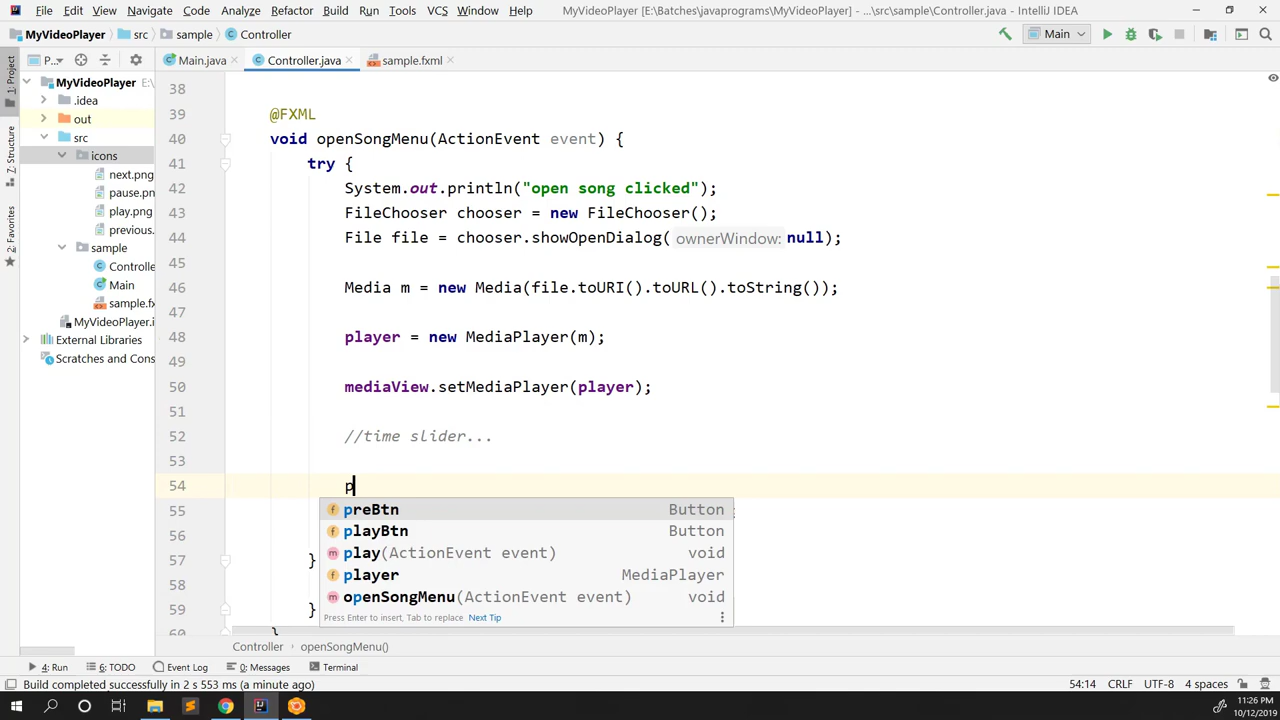 File Edit View Navigate Code Analyze Refactor Build Run Tools VCS Window Help MyVideoPlayer [E:\Batches\javaprograms\MyVideoPlayer] - ...\src\sample\Controller.java - IntelliJ IDEA
MyVideoPlayer src sample Controller Main
1: Project P... Main.java Controller.java sample.fxml
MyVideoPlayer E:\
.idea
out
src
icons
next.png
pause.pn
play.png
previous.
sample
Controlle
Main
sample.fx
MyVideoPlayer.i
External Libraries
Scratches and Cons
Z: Structure
2: Favorites
38
39 @FXML
40 void openSongMenu(ActionEvent event) {
41 try {
42 System.out.println("open song clicked");
43 FileChooser chooser = new FileChooser();
44 File file = chooser.showOpenDialog( ownerWindow: null);
45
46 Media m = new Media(file.toURI().toURL().toString());
47
48 player = new MediaPlayer(m);
49
50 mediaView.setMediaPlayer(player);
51
52 //time slider...
53
54 p
55 ;
56
57 }
58
59 }
60 }
preBtn Button
playBtn Button
play(ActionEvent event) void
player MediaPlayer
openSongMenu(ActionEvent event) void
Press Enter to insert, Tab to replace Next Tip
Controller openSongMenu()
4: Run 6: TODO Event Log 0: Messages Terminal
Build completed successfully in 2 s 553 ms (a minute ago) 54:14 CRLF UTF-8 4 spaces
11:26 PM
10/12/2019